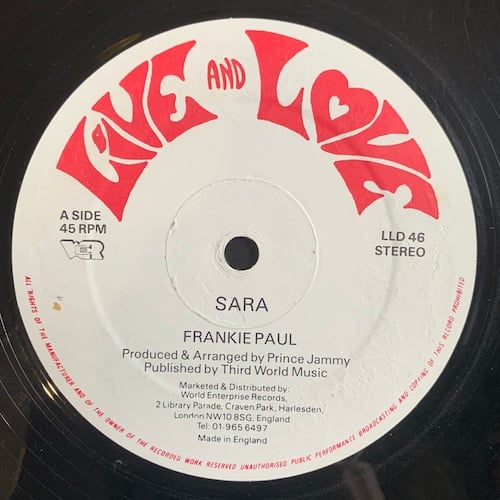 LIVE AND LOVE
A SIDE
45 RPM
WER
LLD 46
STEREO
SARA
FRANKIE PAUL
Produced & Arranged by Prince Jammy
Published by Third World Music
Marketed & Distributed by:
World Enterprise Records,
2 Library Parade, Craven Park, Harlesden,
London NW10 8SG, England.
Tel: 01·965 6497
Made in England
ALL RIGHTS OF THE MANUFACTURER AND OF THE OWNER OF THE RECORDED WORK RESERVED UNAUTHORISED PUBLIC PERFORMANCE BROADCASTING AND COPYING OF THIS RECORD PROHIBITED